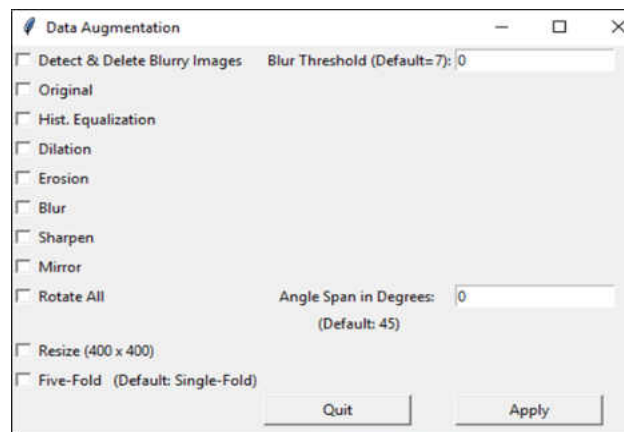 Data Augmentation
Detect & Delete Blurry Images Blur Threshold (Default=7): 0
Original
Hist. Equalization
Dilation
Erosion
Blur
Sharpen
Mirror
Rotate All Angle Span in Degrees: 0
(Default: 45)
Resize (400 x 400)
Five-Fold (Default: Single-Fold)
Quit Apply